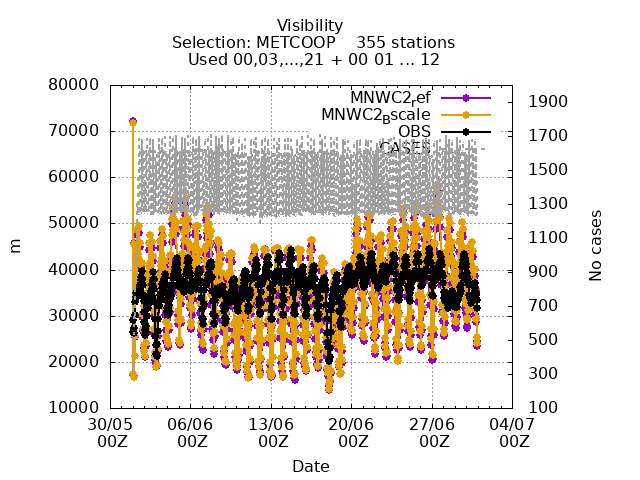 Visibility
Selection: METCOOP    355 stations
Used 00,03,...,21 + 00 01 ... 12
MNWC2ref
MNWC2Bscale
OBS
CASES
80000
70000
60000
50000
40000
30000
20000
10000
m
1900
1700
1500
1300
1100
900
700
500
300
100
No cases
30/05 00Z
06/06 00Z
13/06 00Z
20/06 00Z
27/06 00Z
04/07 00Z
Date